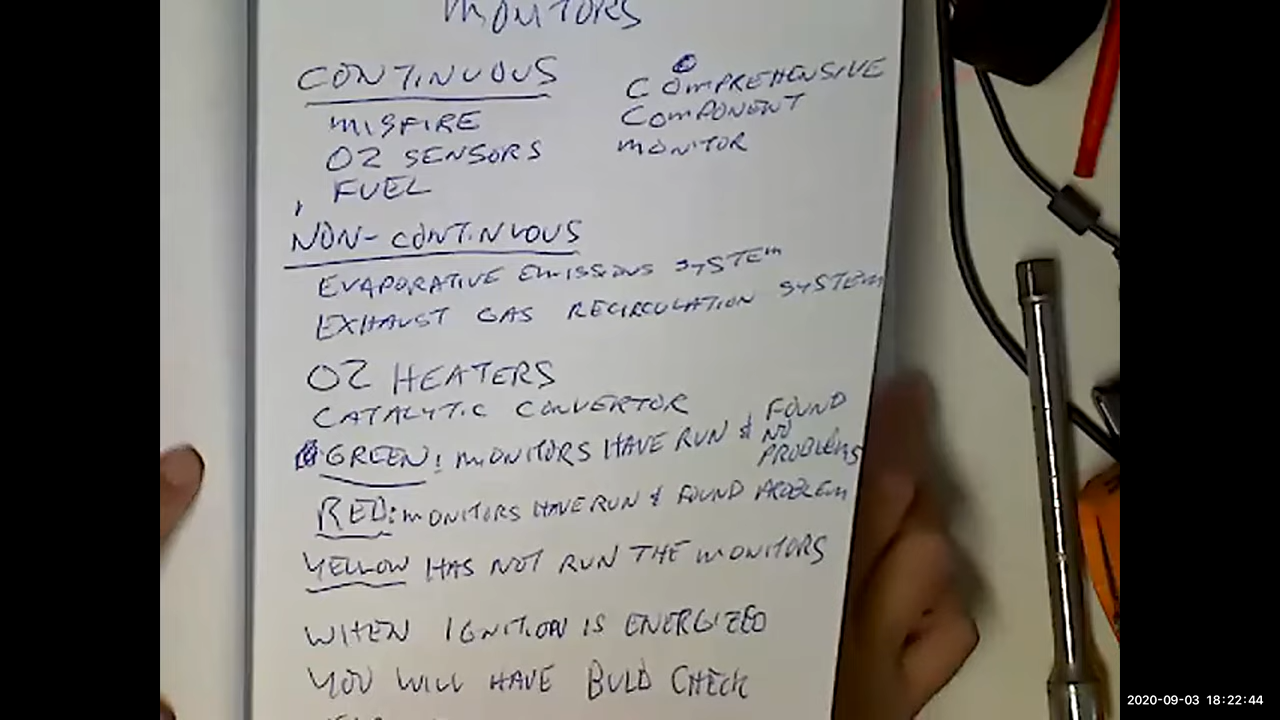 MONITORS
CONTINUOUS
MISFIRE
O2 SENSORS
FUEL
COMPREHENSIVE
COMPONENT
MONITOR
NON-CONTINUOUS
EVAPORATIVE EMISSIONS SYSTEM
EXHAUST GAS RECIRCULATION SYSTEM
O2 HEATERS
CATALYTIC CONVERTOR
GREEN: MONITORS HAVE RUN & FOUND
NO
PROBLEMS
RED: MONITORS HAVE RUN & FOUND PROBLEM
YELLOW HAS NOT RUN THE MONITORS
WHEN IGNITION IS ENERGIZED
YOU WILL HAVE BULD CHECK
2020-09-03 18:22:44